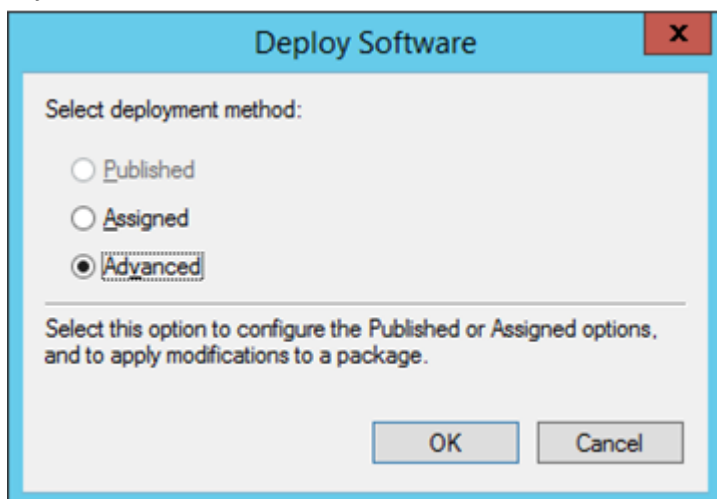 Deploy Software
x
Select deployment method:
Published
Assigned
Advanced
Select this option to configure the Published or Assigned options,
and to apply modifications to a package.
OK
Cancel